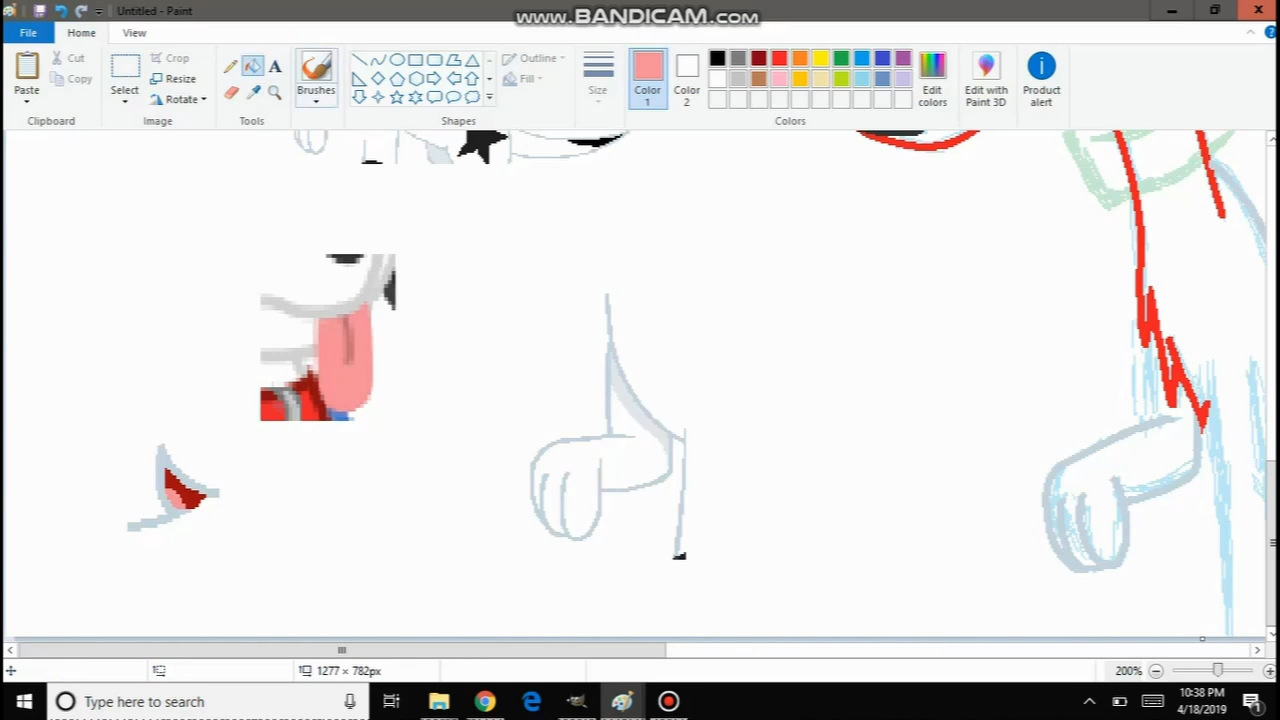 www.BANDICAM.com
Untitled - Paint
File
Home
View
Paste
Cut
Copy
Clipboard
Select
Crop
Resize
Rotate
Image
A
Tools
Brushes
Shapes
Outline
Fill
Size
Color 1
Color 2
Edit colors
Edit with Paint 3D
Product alert
Colors
1277 × 782px
200%
Type here to search
10:38 PM
4/18/2019
1